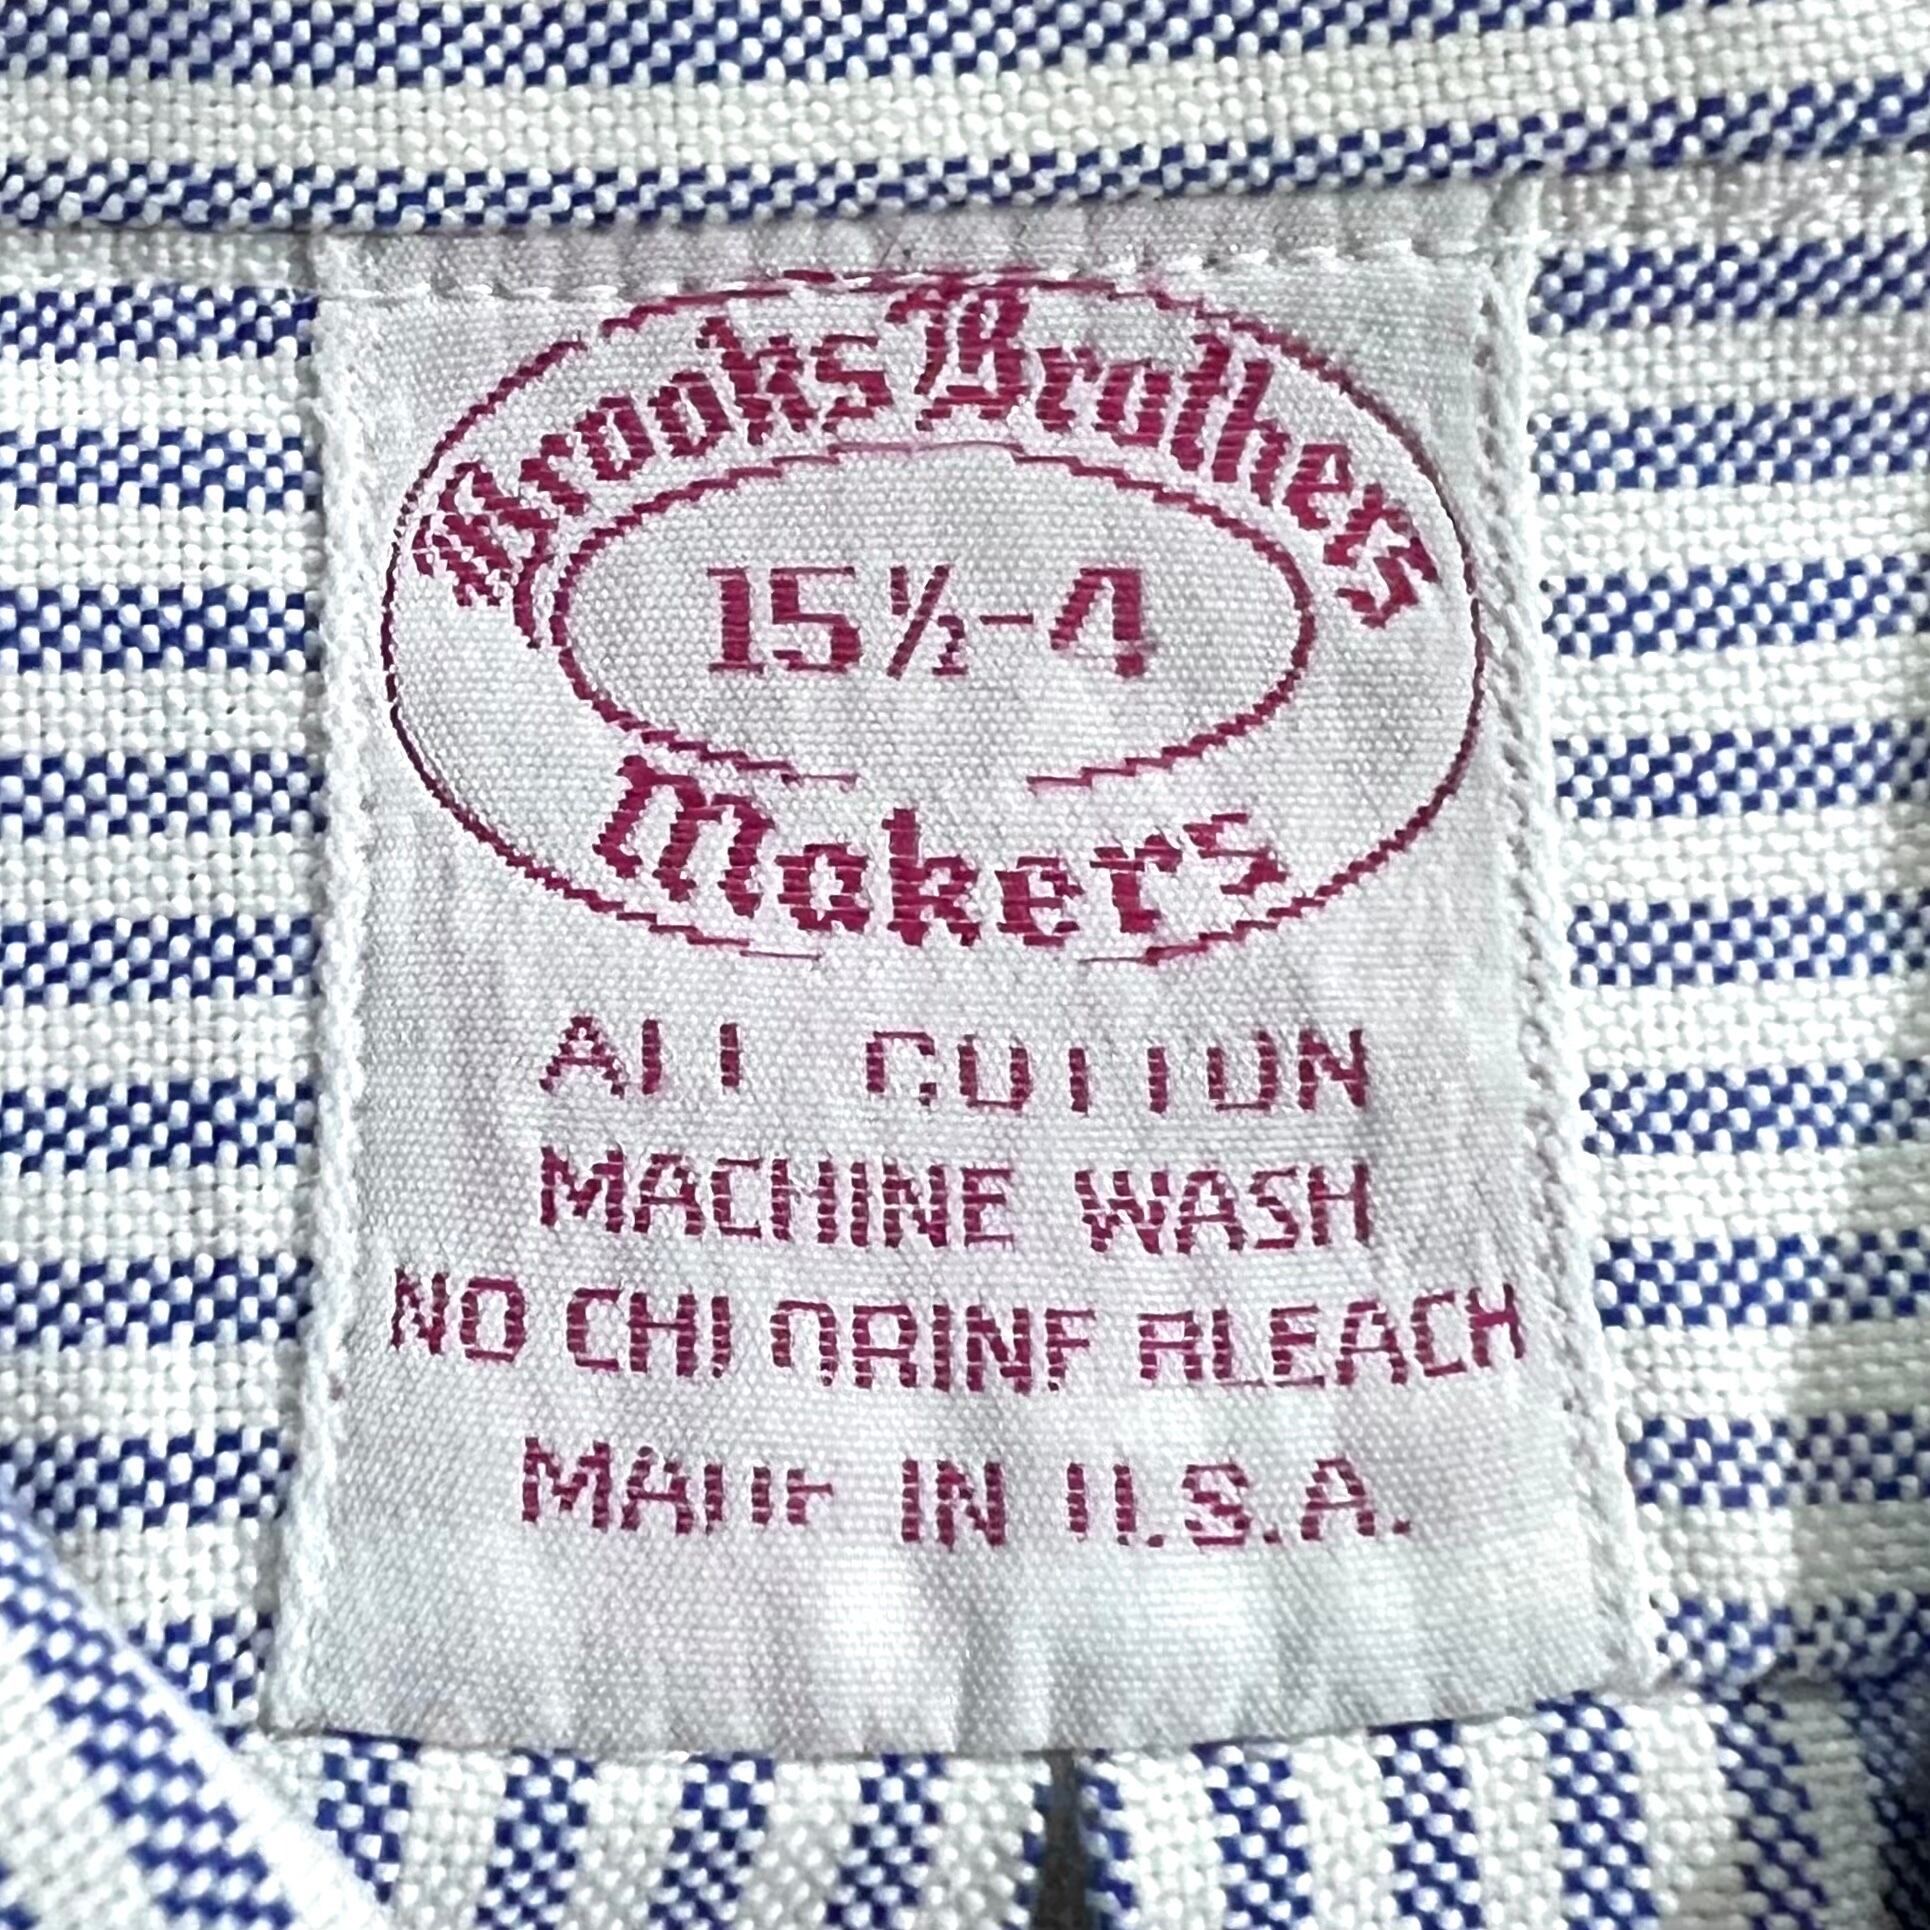 Brooks Brothers
15½-4
Makers
ALL COTTON
MACHINE WASH
NO CHLORINE BLEACH
MADE IN U.S.A.